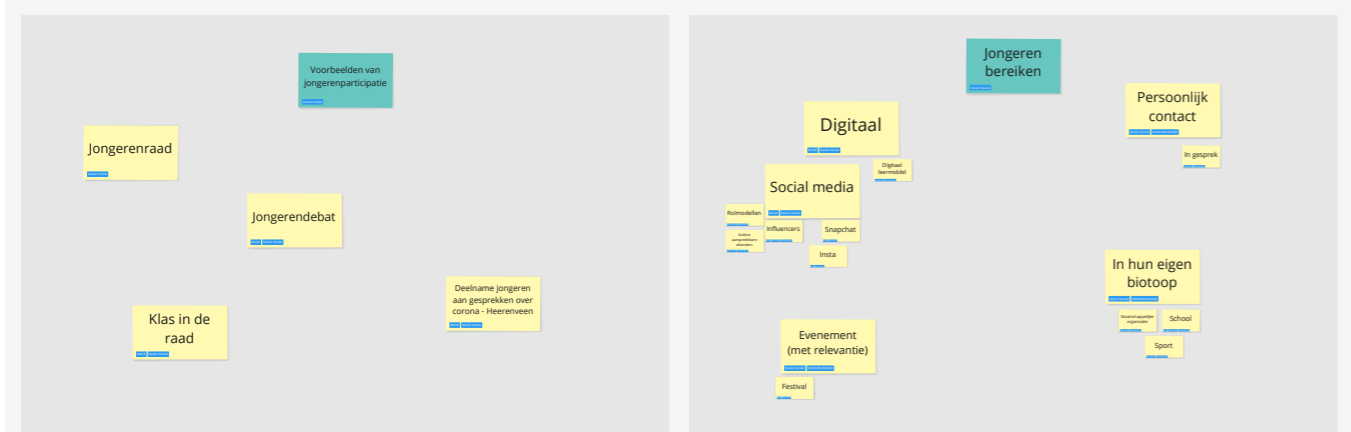 Voorbeelden van
jongerenparticipatie
Jongerenraad
Jongerendebat
Deelname jongeren
aan gesprekken over
corona - Heerenveen
Klas in de
raad
Jongeren
bereiken
Persoonlijk
contact
In gesprek
Digitaal
Digitaal
leermiddel
Social media
Rolmodellen
Influencers
Snapchat
Insta
In hun eigen
biotoop
Maatschappelijke
organisatie
School
Sport
Evenement
(met relevantie)
Festival